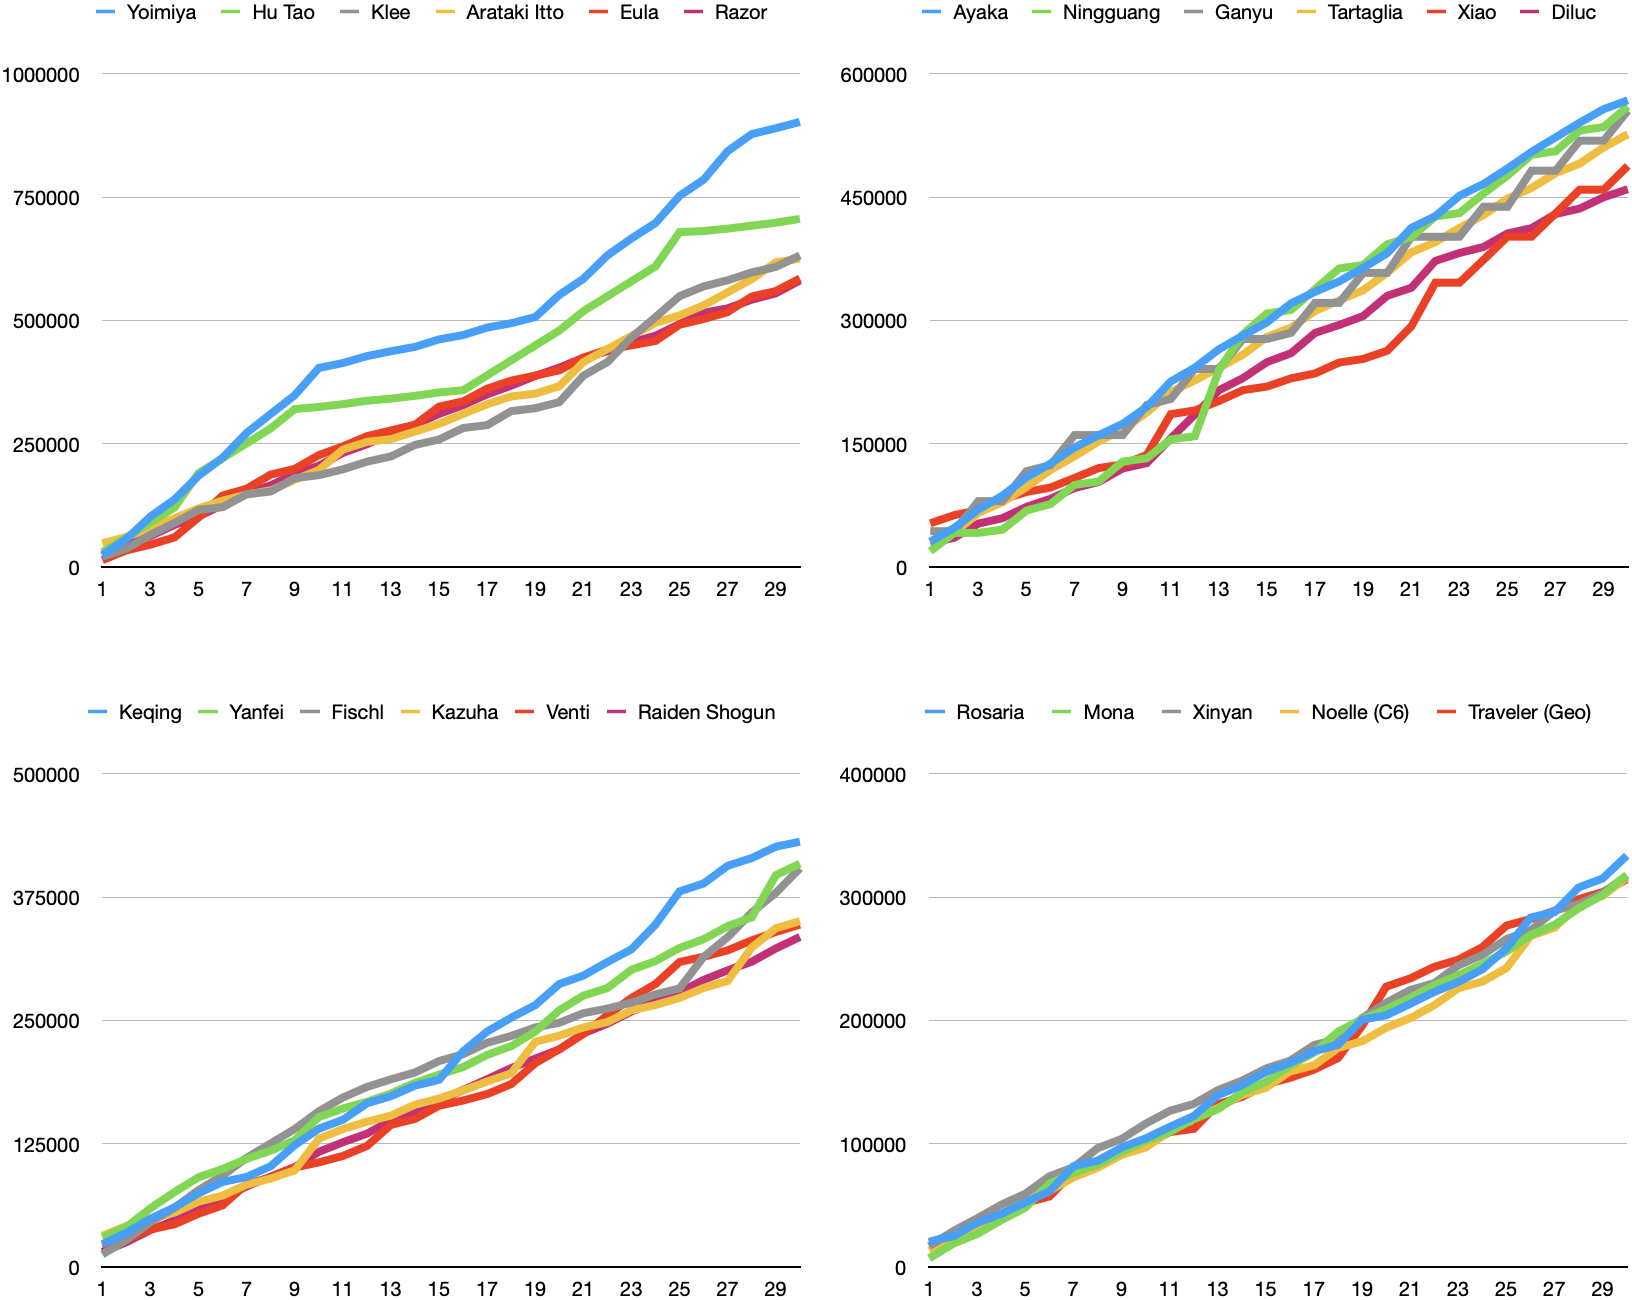 Yoimiya Hu Tao Klee Arataki Itto Eula Razor
1000000
750000
500000
250000
0
1 3 5 7 9 11 13 15 17 19 21 23 25 27 29
Ayaka Ningguang Ganyu Tartaglia Xiao Diluc
600000
450000
300000
150000
0
1 3 5 7 9 11 13 15 17 19 21 23 25 27 29
Keqing Yanfei Fischl Kazuha Venti Raiden Shogun
500000
375000
250000
125000
0
1 3 5 7 9 11 13 15 17 19 21 23 25 27 29
Rosaria Mona Xinyan Noelle (C6) Traveler (Geo)
400000
300000
200000
100000
0
1 3 5 7 9 11 13 15 17 19 21 23 25 27 29